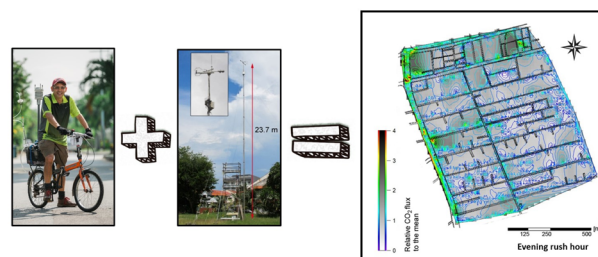 23.7 m
4
3
2
1
0
Relative CO₂ flux
to the mean
125
250
500
Evening rush hour